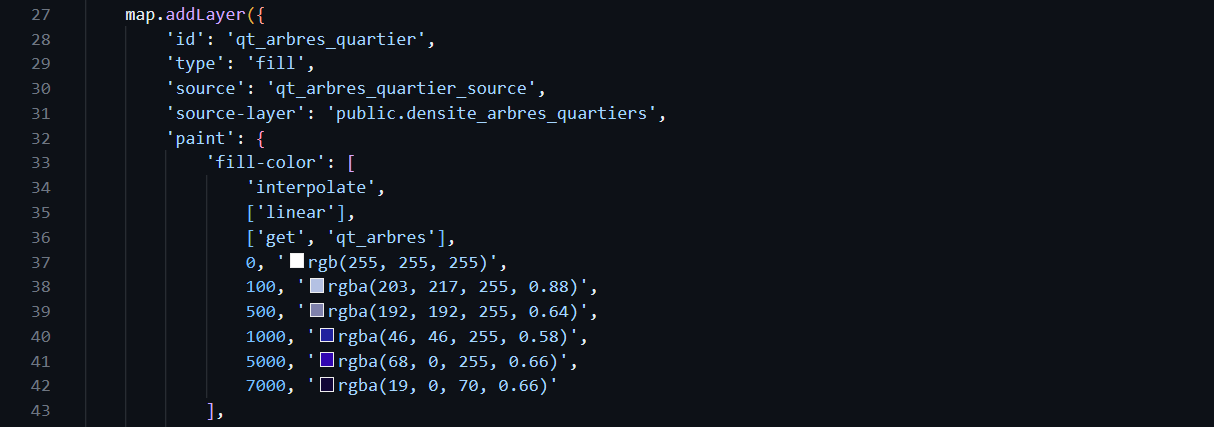 27 map.addLayer({
28 'id': 'qt_arbres_quartier',
29 'type': 'fill',
30 'source': 'qt_arbres_quartier_source',
31 'source-layer': 'public.densite_arbres_quartiers',
32 'paint': {
33 'fill-color': [
34 'interpolate',
35 ['linear'],
36 ['get', 'qt_arbres'],
37 0, 'rgb(255, 255, 255)',
38 100, 'rgba(203, 217, 255, 0.88)',
39 500, 'rgba(192, 192, 255, 0.64)',
40 1000, 'rgba(46, 46, 255, 0.58)',
41 5000, 'rgba(68, 0, 255, 0.66)',
42 7000, 'rgba(19, 0, 70, 0.66)'
43 ],